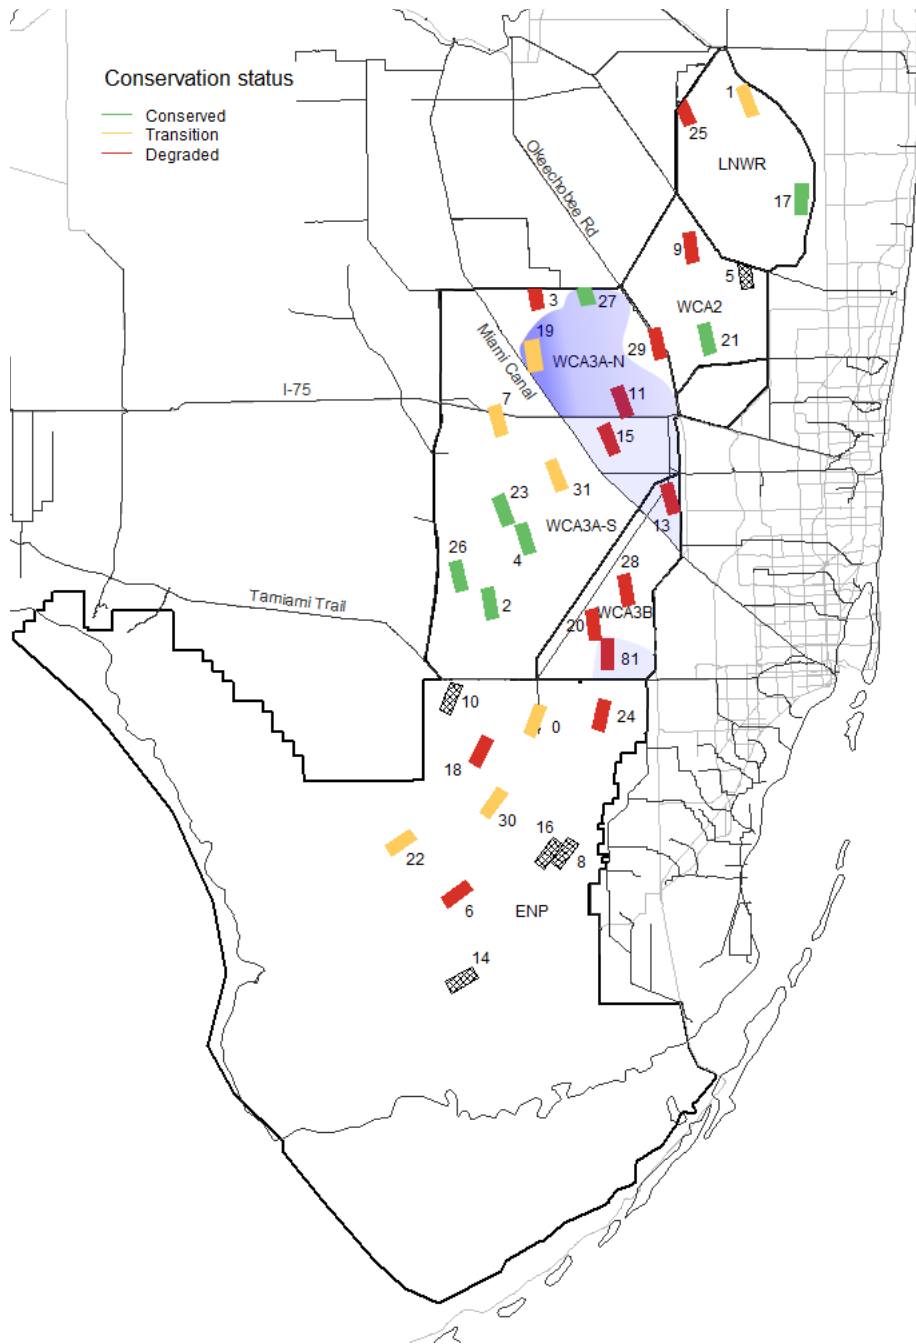 Conservation status
Conserved
Transition
Degraded
1
25
LNWR
17
Okeechobee Rd
9
5
3
27
WCA2
19
21
29
WCA3A-N
Miami Canal
I-75
7
11
15
31
23
13
WCA3A-S
4
26
28
2
Tamiami Trail
WCA3B
20
81
10
0
24
18
30
16
22
8
6
ENP
14